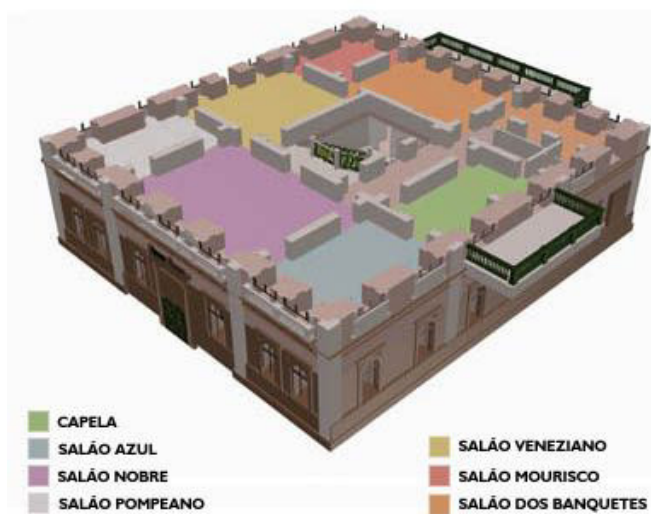 CAPELA
SALÃO AZUL
SALÃO NOBRE
SALÃO POMPEANO
SALÃO VENEZIANO
SALÃO MOURISCO
SALÃO DOS BANQUETES